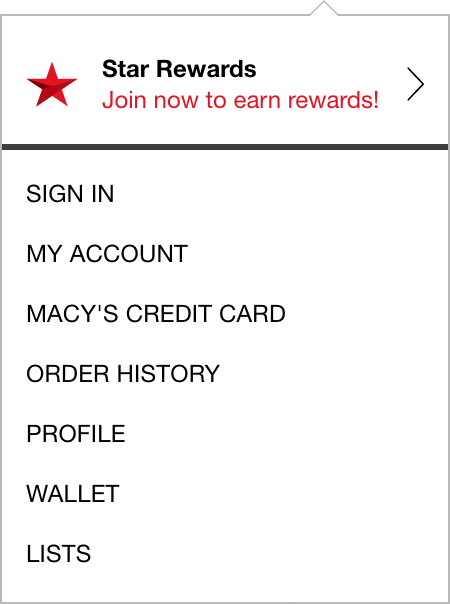 Star Rewards
Join now to earn rewards!
SIGN IN
MY ACCOUNT
MACY'S CREDIT CARD
ORDER HISTORY
PROFILE
WALLET
LISTS